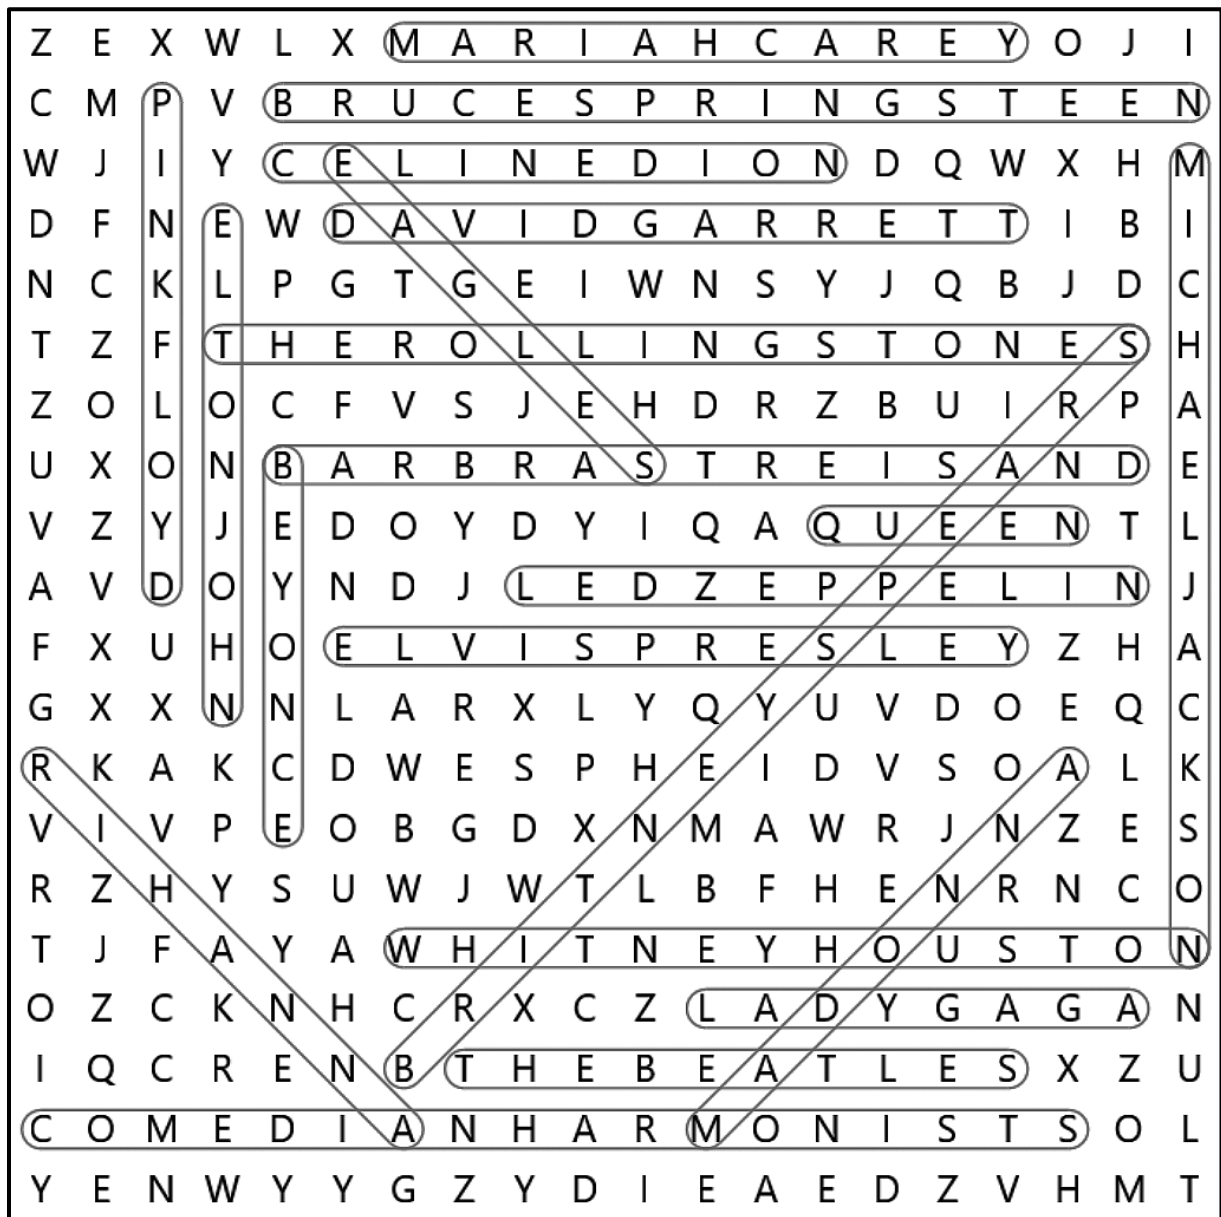 Z E X W L X M A R I A H C A R E Y O J I
C M P V B R U C E S P R I N G S T E E N
W J I Y C E L I N E D I O N D Q W X H M
D F N E W D A V I D G A R R E T T I B I
N C K L P G T G E I W N S Y J Q B J D C
T Z F T H E R O L L I N G S T O N E S H
Z O L O C F V S J E H D R Z B U I R P A
U X O N B A R B R A S T R E I S A N D E
V Z Y J E D O Y D Y I Q A Q U E E N T L
A V D O Y N D J L E D Z E P P E L I N J
F X U H O E L V I S P R E S L E Y Z H A
G X X N N L A R X L Y Q Y U V D O E Q C
R K A K C D W E S P H E I D V S O A L K
V I V P E O B G D X N M A W R J N Z E S
R Z H Y S U W J W T L B F H E N R N C O
T J F A Y A W H I T N E Y H O U S T O N
O Z C K N H C R X C Z L A D Y G A G A N
I Q C R E N B T H E B E A T L E S X Z U
C O M E D I A N H A R M O N I S T S O L
Y E N W Y Y G Z Y D I E A E D Z V H M T